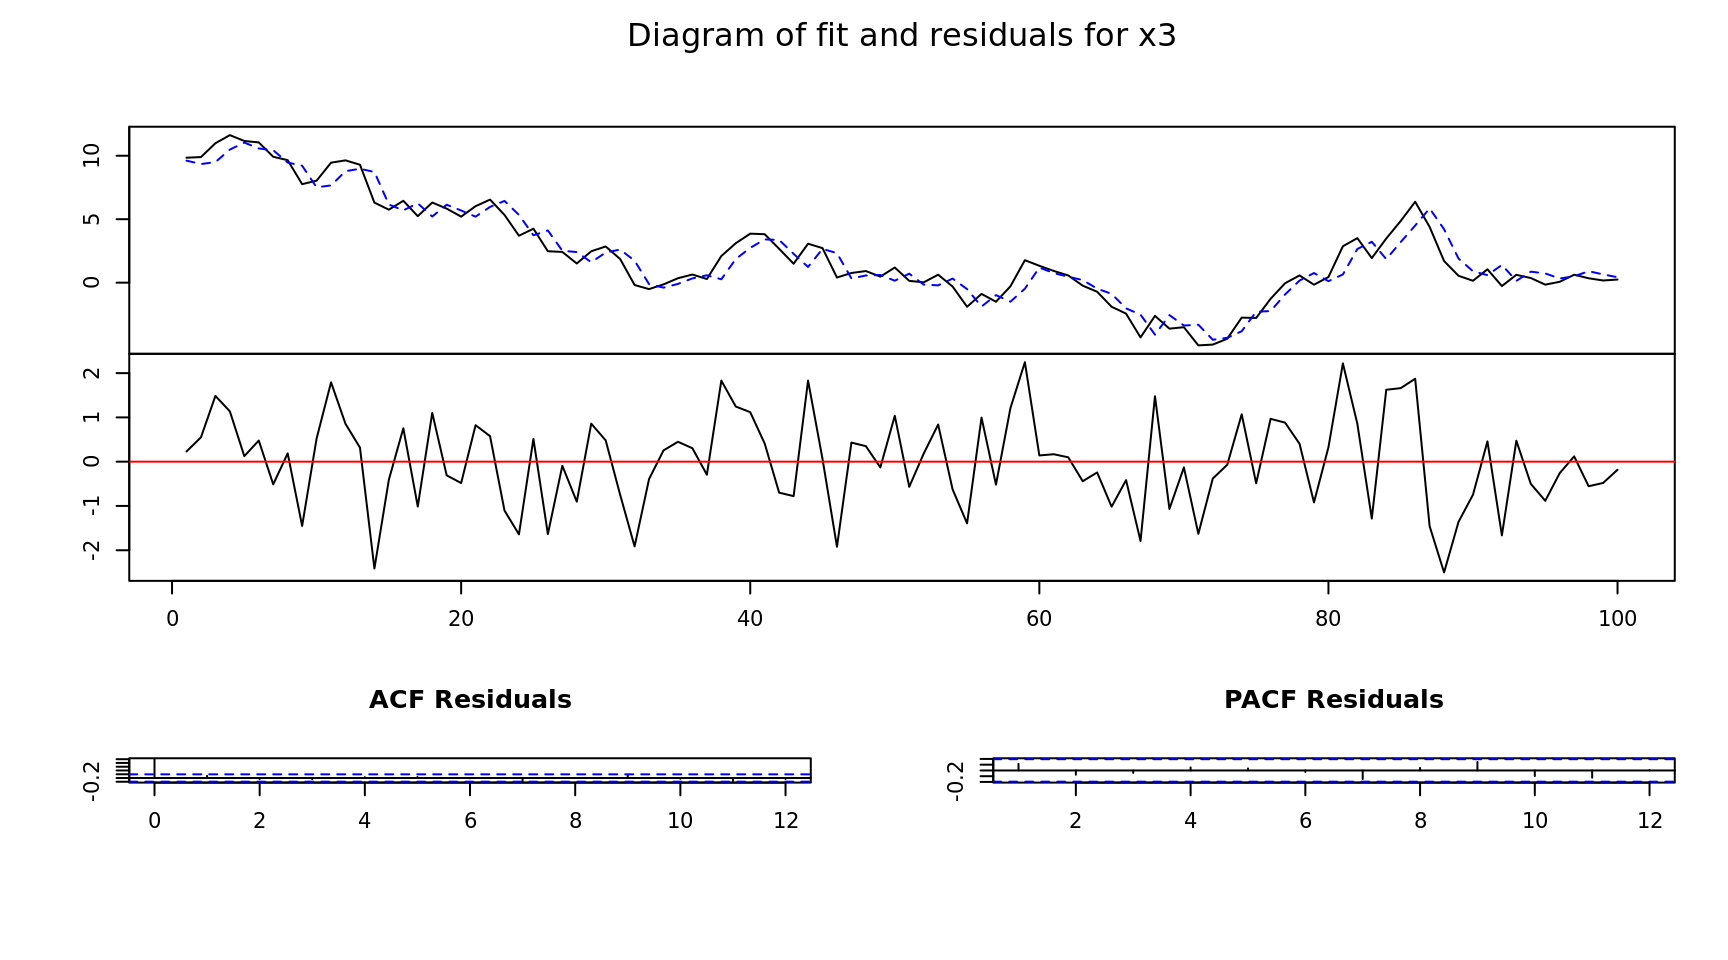 Diagram of fit and residuals for x3
10
5
0
2
1
0
-1
-2
0 20 40 60 80 100
ACF Residuals
PACF Residuals
-0.2
-0.2
0 2 4 6 8 10 12
2 4 6 8 10 12